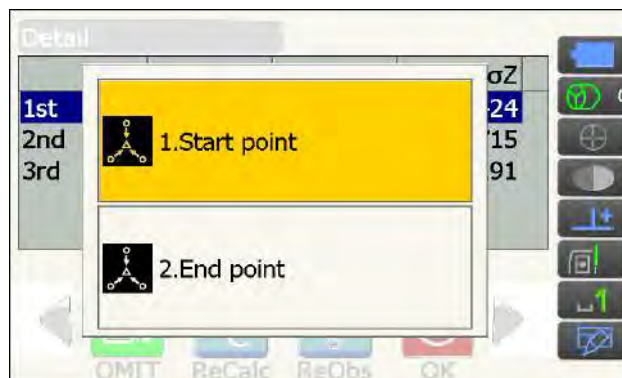 Detail
σZ
1st 24
2nd 15
3rd 91
1.Start point
2.End point
OMIT ReCalc ReObs OK